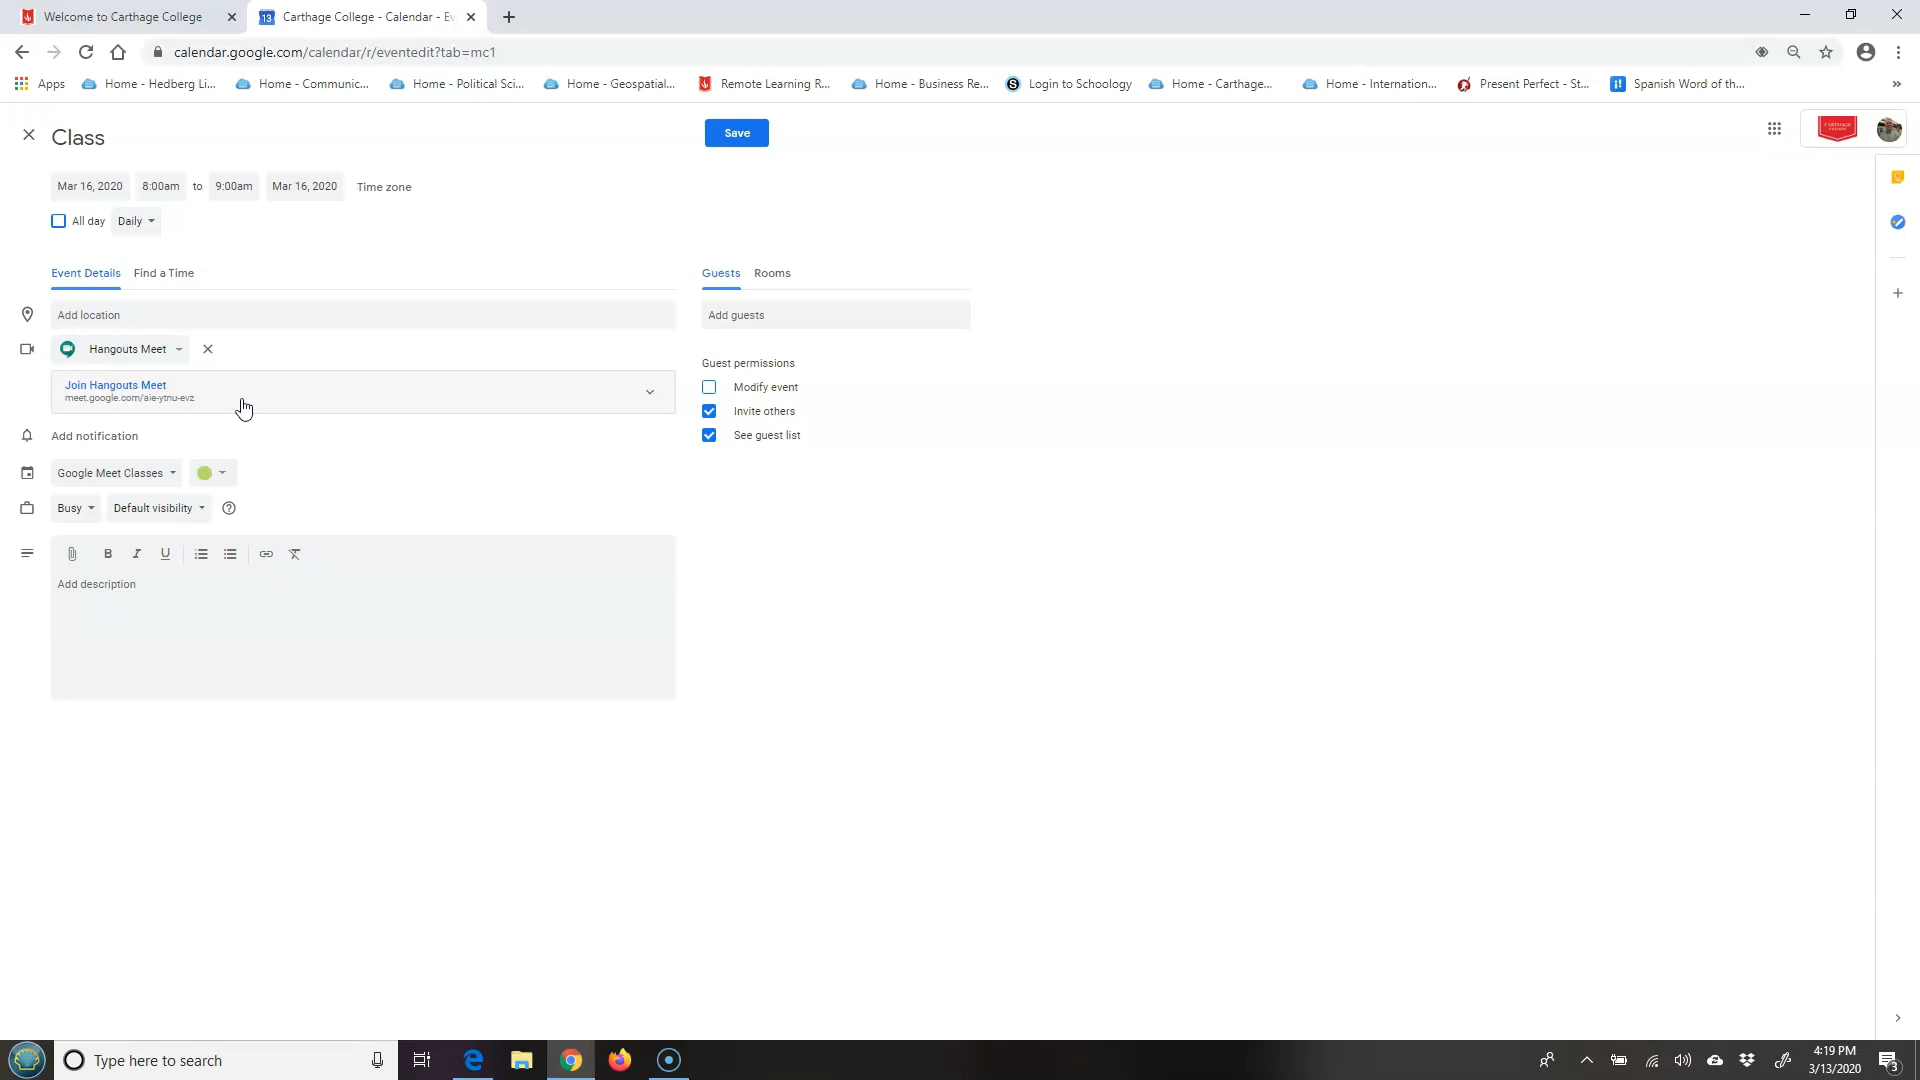 Welcome to Carthage College
Carthage College - Calendar - Ev
calendar.google.com/calendar/r/eventedit?tab=mc1
Apps
Home - Hedberg Li...
Home - Communic...
Home - Political Sci...
Home - Geospatial...
Remote Learning R...
Home - Business Re...
Login to Schoology
Home - Carthage...
Home - Internation...
Present Perfect - St...
Spanish Word of th...
Class
Save
Mar 16, 2020
8:00am
to
9:00am
Mar 16, 2020
Time zone
All day
Daily
Event Details
Find a Time
Guests
Rooms
Add location
Add guests
Hangouts Meet
Join Hangouts Meet
meet.google.com/aie-ytnu-evz
Guest permissions
Modify event
Invite others
See guest list
Add notification
Google Meet Classes
Busy
Default visibility
B
I
U
Add description
Type here to search
4:19 PM
3/13/2020
3